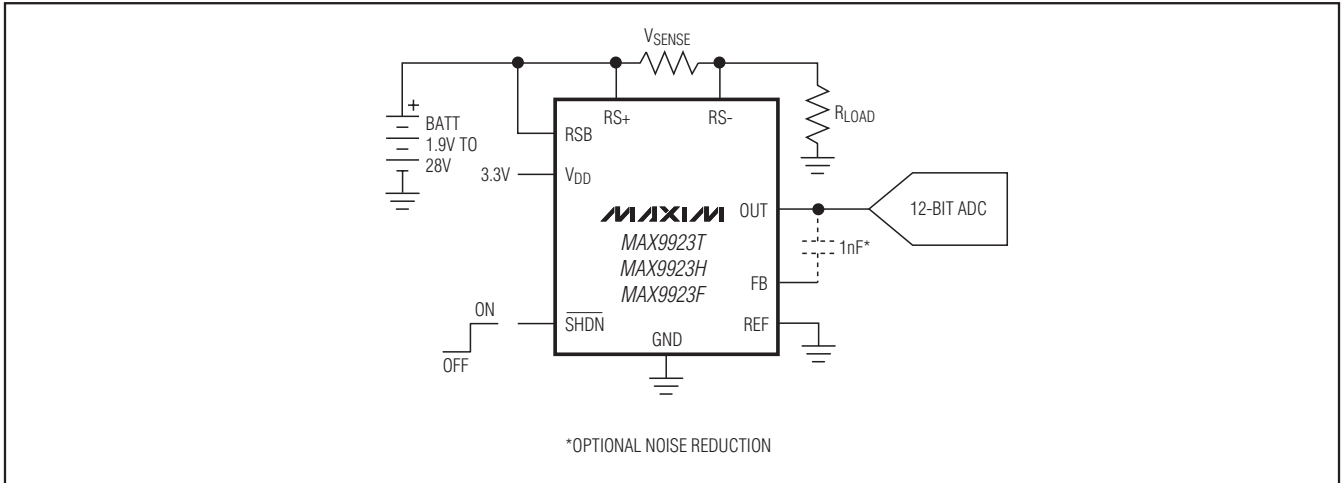 VSENSE
+
BATT
1.9V TO
28V
RS+
RS-
RLOAD
RSB
3.3V
VDD
MAXIM
MAX9923T
MAX9923H
MAX9923F
OUT
12-BIT ADC
1nF*
FB
ON
OFF
SHDN
REF
GND
*OPTIONAL NOISE REDUCTION